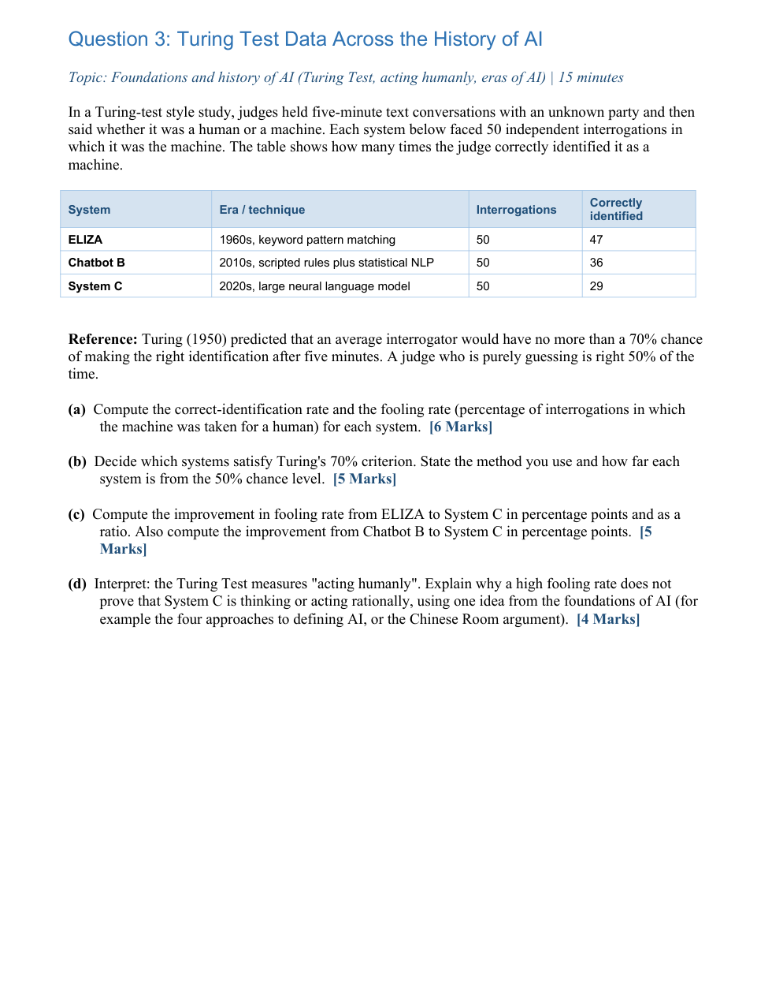 Question 3: Turing Test Data Across the History of AI
Topic: Foundations and history of AI (Turing Test, acting humanly, eras of AI) | 15 minutes
In a Turing-test style study, judges held five-minute text conversations with an unknown party and then
said whether it was a human or a machine. Each system below faced 50 independent interrogations in
which it was the machine. The table shows how many times the judge correctly identified it as a
machine.
System Era / technique Interrogations Correctly
identified
ELIZA 1960s, keyword pattern matching 50 47
Chatbot B 2010s, scripted rules plus statistical NLP 50 36
System C 2020s, large neural language model 50 29
Reference: Turing (1950) predicted that an average interrogator would have no more than a 70% chance
of making the right identification after five minutes. A judge who is purely guessing is right 50% of the
time.
(a) Compute the correct-identification rate and the fooling rate (percentage of interrogations in which
the machine was taken for a human) for each system. [6 Marks]
(b) Decide which systems satisfy Turing's 70% criterion. State the method you use and how far each
system is from the 50% chance level. [5 Marks]
(c) Compute the improvement in fooling rate from ELIZA to System C in percentage points and as a
ratio. Also compute the improvement from Chatbot B to System C in percentage points. [5
Marks]
(d) Interpret: the Turing Test measures "acting humanly". Explain why a high fooling rate does not
prove that System C is thinking or acting rationally, using one idea from the foundations of AI (for
example the four approaches to defining AI, or the Chinese Room argument). [4 Marks]